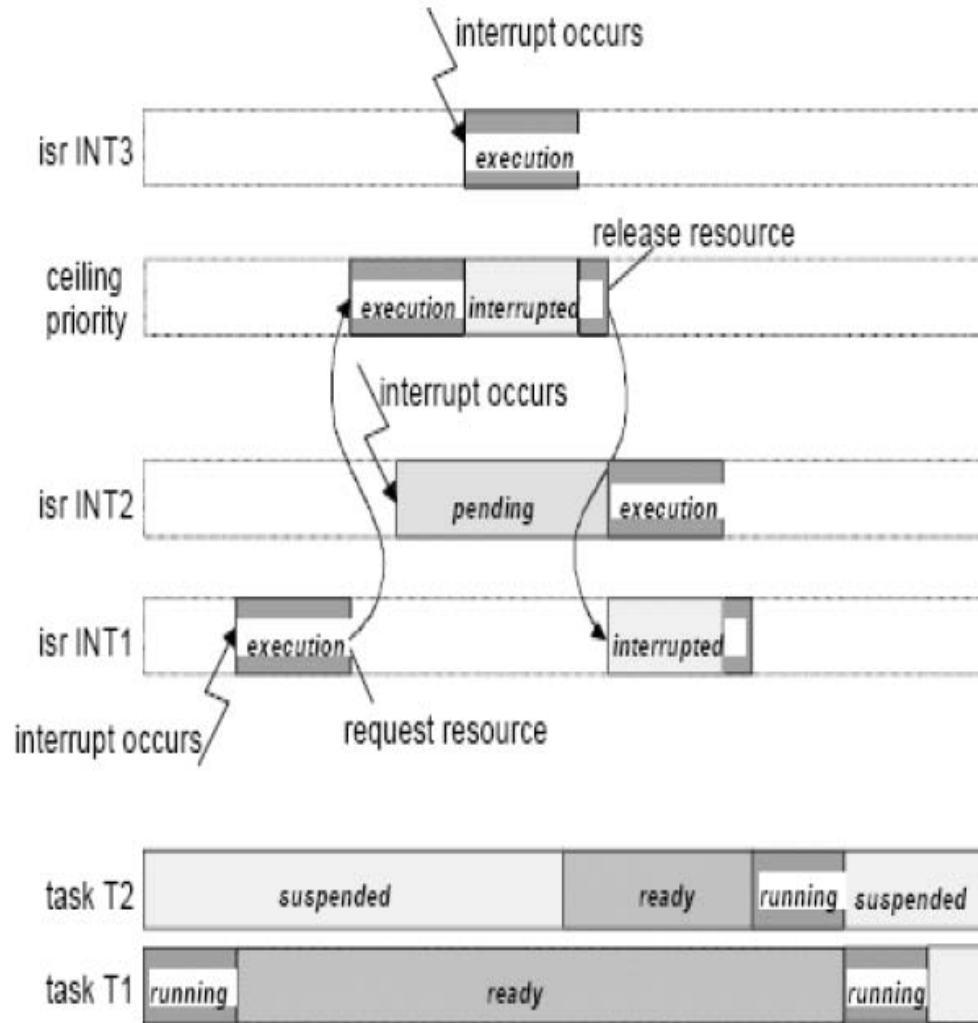 interrupt occurs
isr INT3
execution
release resource
ceiling
priority
execution
interrupted
interrupt occurs
isr INT2
pending
execution
isr INT1
execution
interrupted
interrupt occurs
request resource
task T2
suspended
ready
running
suspended
task T1
running
ready
running